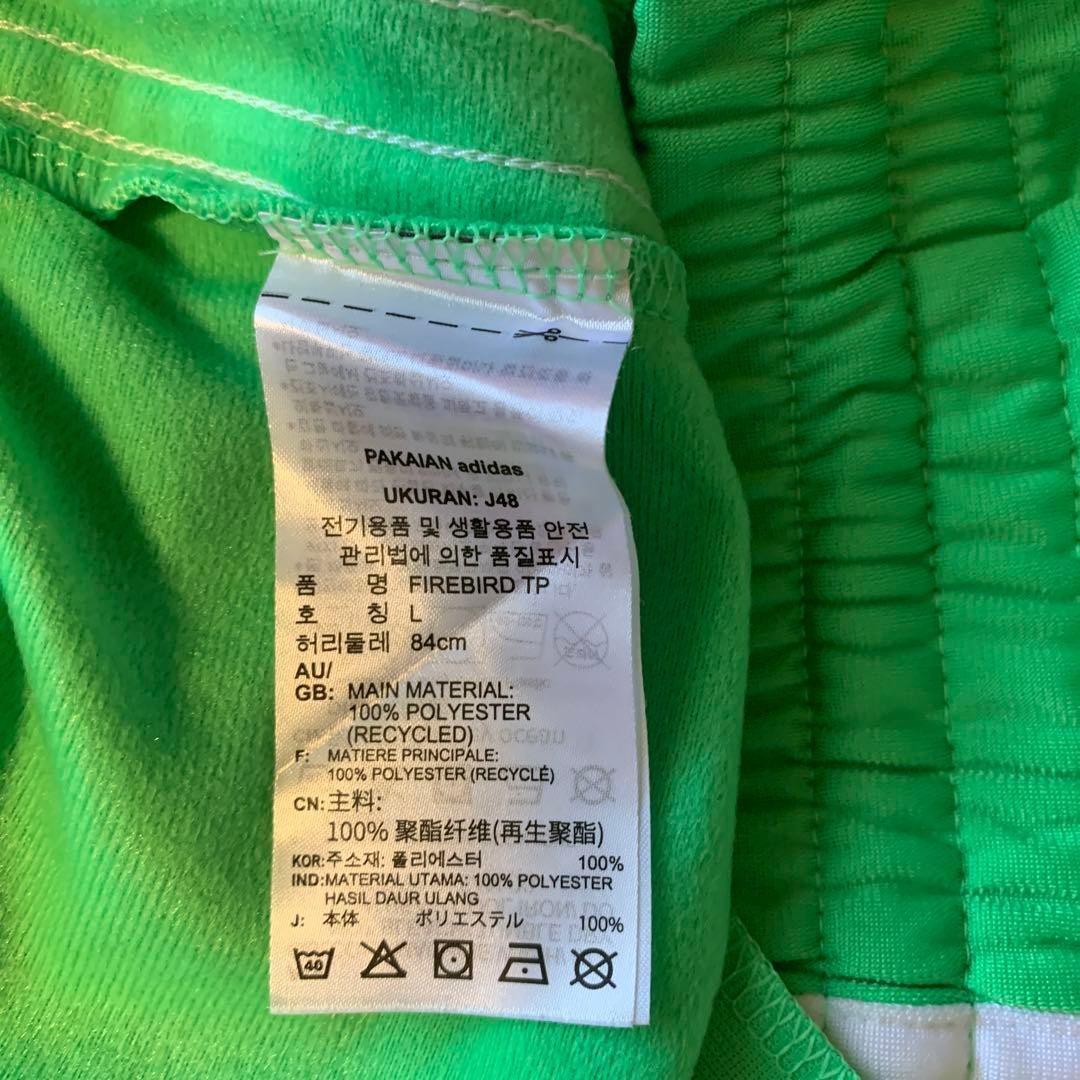 PAKAIAN adidas
UKURAN: J48
전기용품 및 생활용품 안전
관리법에 의한 품질표시
품 명 FIREBIRD TP
호 칭 L
허리둘레 84cm
AU/
GB: MAIN MATERIAL:
100% POLYESTER
(RECYCLED)
F: MATIERE PRINCIPALE:
100% POLYESTER (RECYCLÉ)
CN: 主料:
100% 聚酯纤维(再生聚酯)
KOR: 주소재: 폴리에스터 100%
IND: MATERIAL UTAMA: 100% POLYESTER
HASIL DAUR ULANG
J: 本体 ポリエステル 100%
40